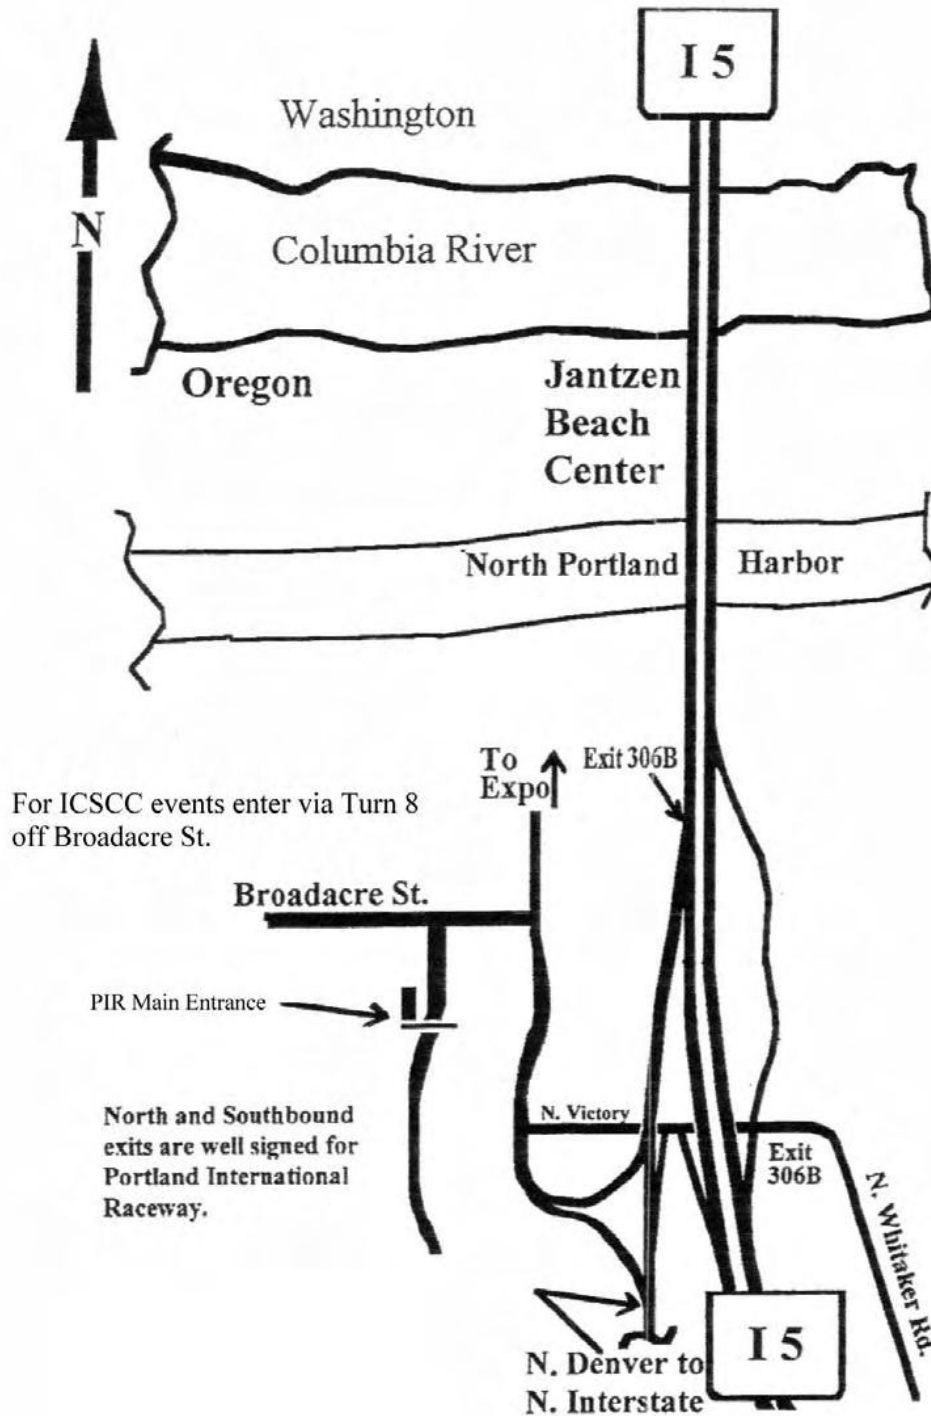 I 5
Washington
N
Columbia River
Oregon
Jantzen
Beach
Center
North Portland Harbor
To
Expo
Exit 306B
For ICSCC events enter via Turn 8
off Broadacre St.
Broadacre St.
PIR Main Entrance
North and Southbound
exits are well signed for
Portland International
Raceway.
N. Victory
Exit
306B
N. Whitaker Rd.
I 5
N. Denver to
N. Interstate